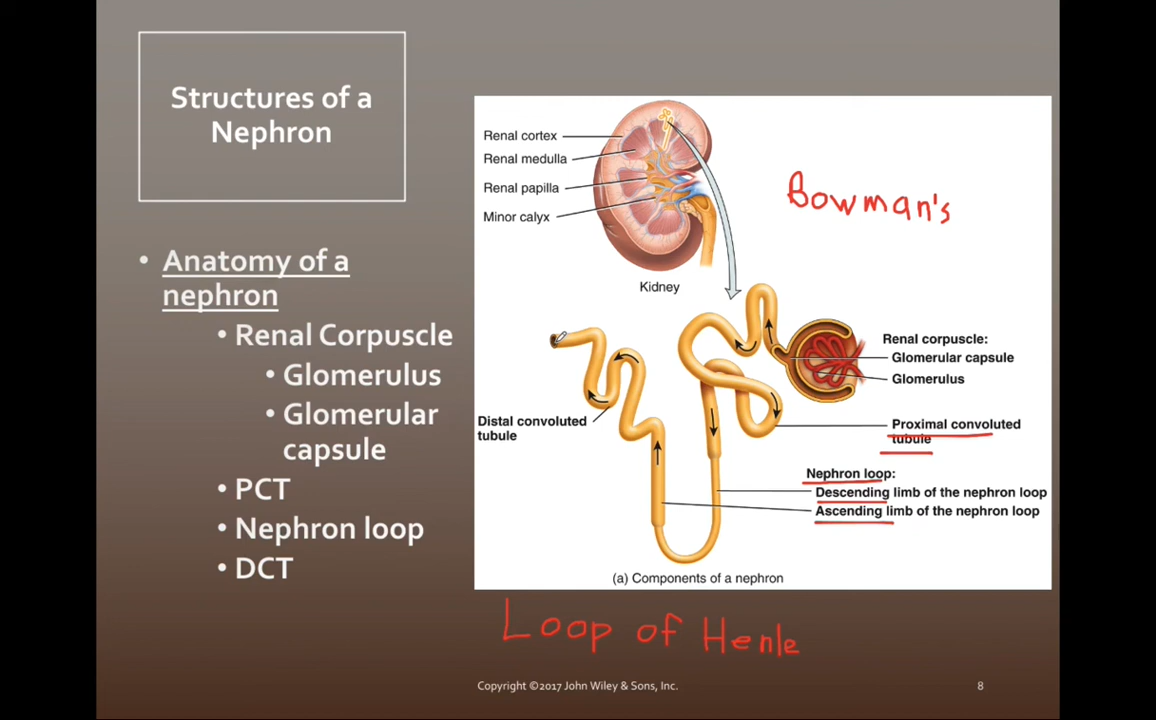 Structures of a
Nephron
• Anatomy of a
nephron
• Renal Corpuscle
• Glomerulus
• Glomerular
capsule
• PCT
• Nephron loop
• DCT
Renal cortex
Renal medulla
Renal papilla
Minor calyx
Kidney
Bowman's
Renal corpuscle:
Glomerular capsule
Glomerulus
Distal convoluted
tubule
Proximal convoluted
tubule
Nephron loop:
Descending limb of the nephron loop
Ascending limb of the nephron loop
(a) Components of a nephron
Loop of Henle
Copyright ©2017 John Wiley & Sons, Inc.
8